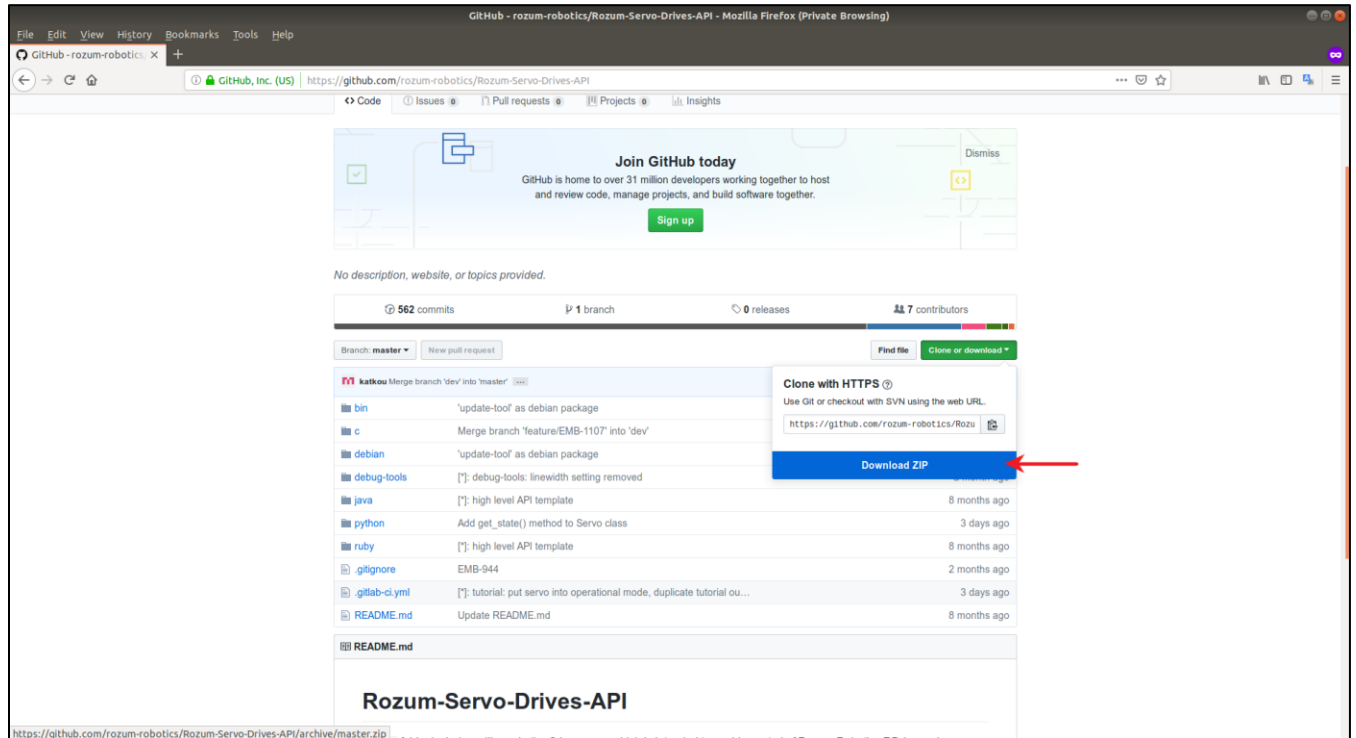 GitHub - rozum-robotics/Rozum-Servo-Drives-API - Mozilla Firefox (Private Browsing)
File Edit View History Bookmarks Tools Help
GitHub - rozum-robotics/
GitHub, Inc. (US) https://github.com/rozum-robotics/Rozum-Servo-Drives-API
Code Issues 0 Pull requests 0 Projects 0 Insights
Dismiss
Join GitHub today
GitHub is home to over 31 million developers working together to host
and review code, manage projects, and build software together.
Sign up
No description, website, or topics provided.
562 commits 1 branch 0 releases 7 contributors
Branch: master New pull request Find file Clone or download
katkou Merge branch 'dev' into 'master' ...
Clone with HTTPS
Use Git or checkout with SVN using the web URL.
https://github.com/rozum-robotics/Rozu
Download ZIP
bin 'update-tool' as debian package
c Merge branch 'feature/EMB-1107' into 'dev'
debian 'update-tool' as debian package
debug-tools [*]: debug-tools: linewidth setting removed
java [*]: high level API template 8 months ago
python Add get_state() method to Servo class 3 days ago
ruby [*]: high level API template 8 months ago
.gitignore EMB-944 2 months ago
.gitlab-ci.yml [*]: tutorial: put servo into operational mode, duplicate tutorial ou… 3 days ago
README.md Update README.md 8 months ago
README.md
Rozum-Servo-Drives-API
https://github.com/rozum-robotics/Rozum-Servo-Drives-API/archive/master.zip